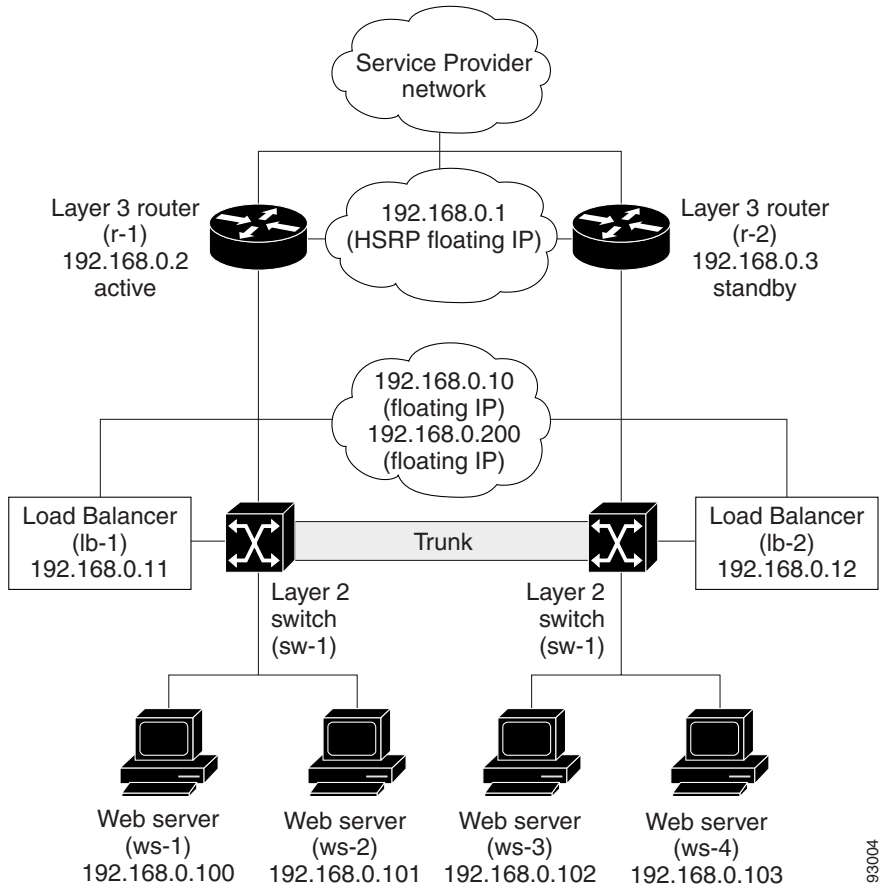 Service Provider
network
Layer 3 router
(r-1)
192.168.0.2
active
192.168.0.1
(HSRP floating IP)
Layer 3 router
(r-2)
192.168.0.3
standby
192.168.0.10
(floating IP)
192.168.0.200
(floating IP)
Load Balancer
(lb-1)
192.168.0.11
Trunk
Load Balancer
(lb-2)
192.168.0.12
Layer 2
switch
(sw-1)
Layer 2
switch
(sw-1)
Web server
(ws-1)
192.168.0.100
Web server
(ws-2)
192.168.0.101
Web server
(ws-3)
192.168.0.102
Web server
(ws-4)
192.168.0.103
93004